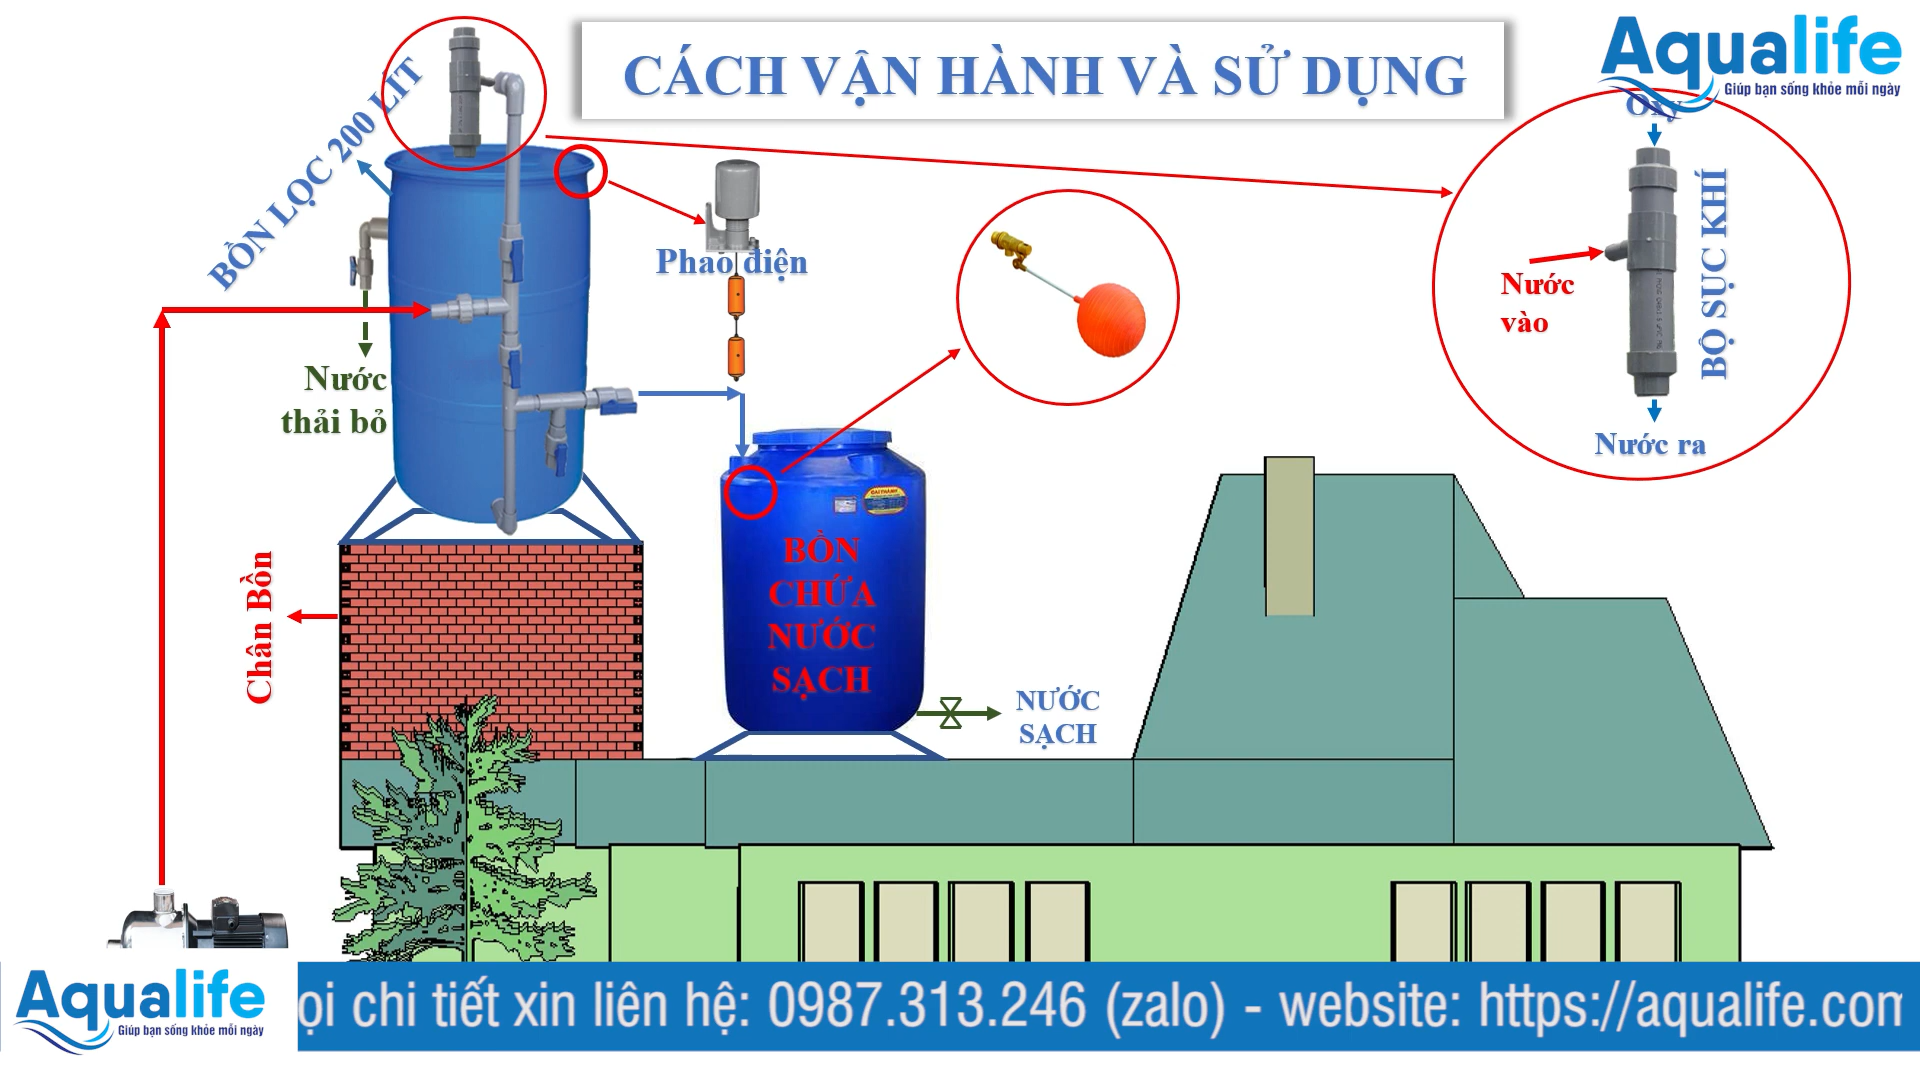 CÁCH VẬN HÀNH VÀ SỬ DỤNG
Aqualife
Giúp bạn sống khỏe mỗi ngày
BỒN LỌC 200 LÍT
Oxy
BỘ SỤC KHÍ
Nước
vào
Nước ra
Phao điện
Nước
thải bỏ
Chân Bồn
BỒN
CHỨA
NƯỚC
SẠCH
NƯỚC
SẠCH
Aqualife
Giúp bạn sống khỏe mỗi ngày
ọi chi tiết xin liên hệ: 0987.313.246 (zalo) - website: https://aqualife.com